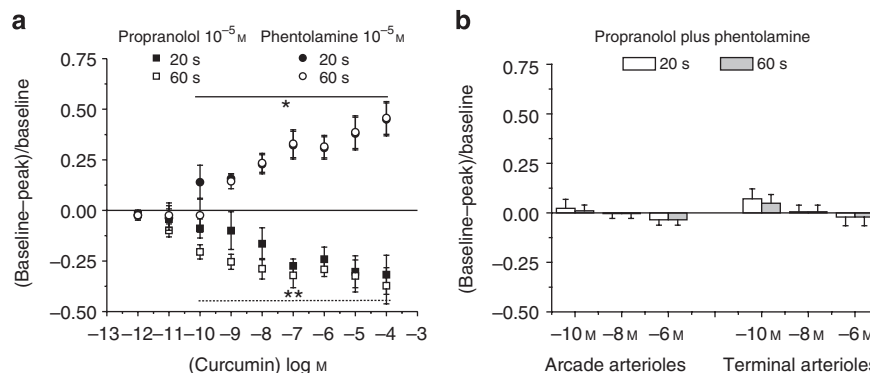 a
Propranolol 10⁻⁵ M Phentolamine 10⁻⁵ M
20 s 20 s
60 s 60 s
(Baseline–peak)/baseline
0.75
0.50
0.25
0.00
–0.25
–0.50
*
**
–13 –12 –11 –10 –9 –8 –7 –6 –5 –4 –3
(Curcumin) log M
b
Propranolol plus phentolamine
20 s 60 s
(Baseline–peak)/baseline
0.75
0.50
0.25
0.00
–0.25
–0.50
–10 M –8 M –6 M –10 M –8 M –6 M
Arcade arterioles Terminal arterioles